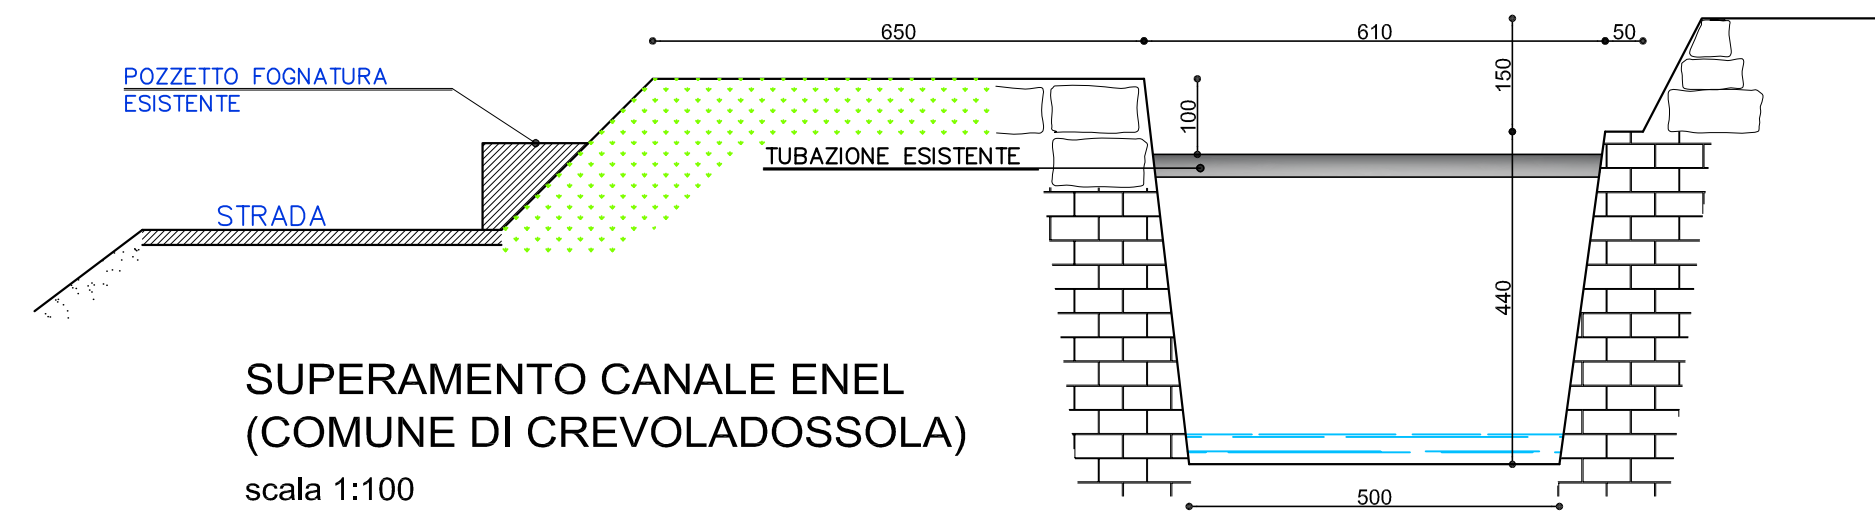 650
610
50
POZZETTO FOGNATURA
ESISTENTE
150
100
TUBAZIONE ESISTENTE
STRADA
440
SUPERAMENTO CANALE ENEL
(COMUNE DI CREVOLADOSSOLA)
scala 1:100
500